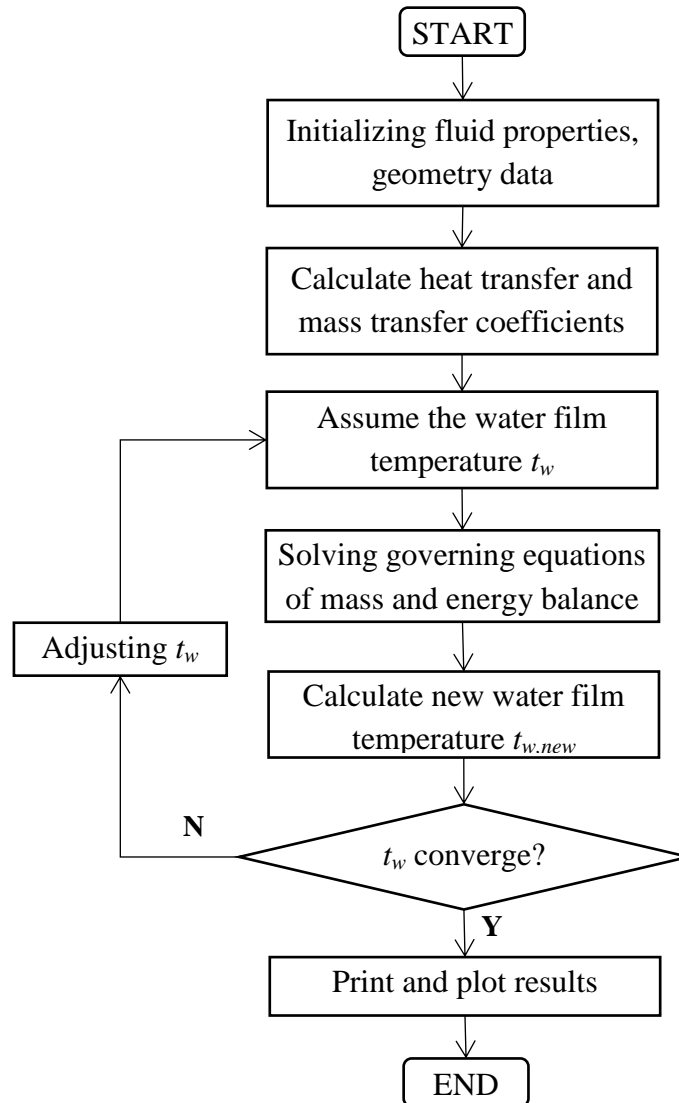 START
Initializing fluid properties,
geometry data
Calculate heat transfer and
mass transfer coefficients
Assume the water film
temperature t_w
Solving governing equations
of mass and energy balance
Adjusting t_w
Calculate new water film
temperature t_{w.new}
N
t_w converge?
Y
Print and plot results
END